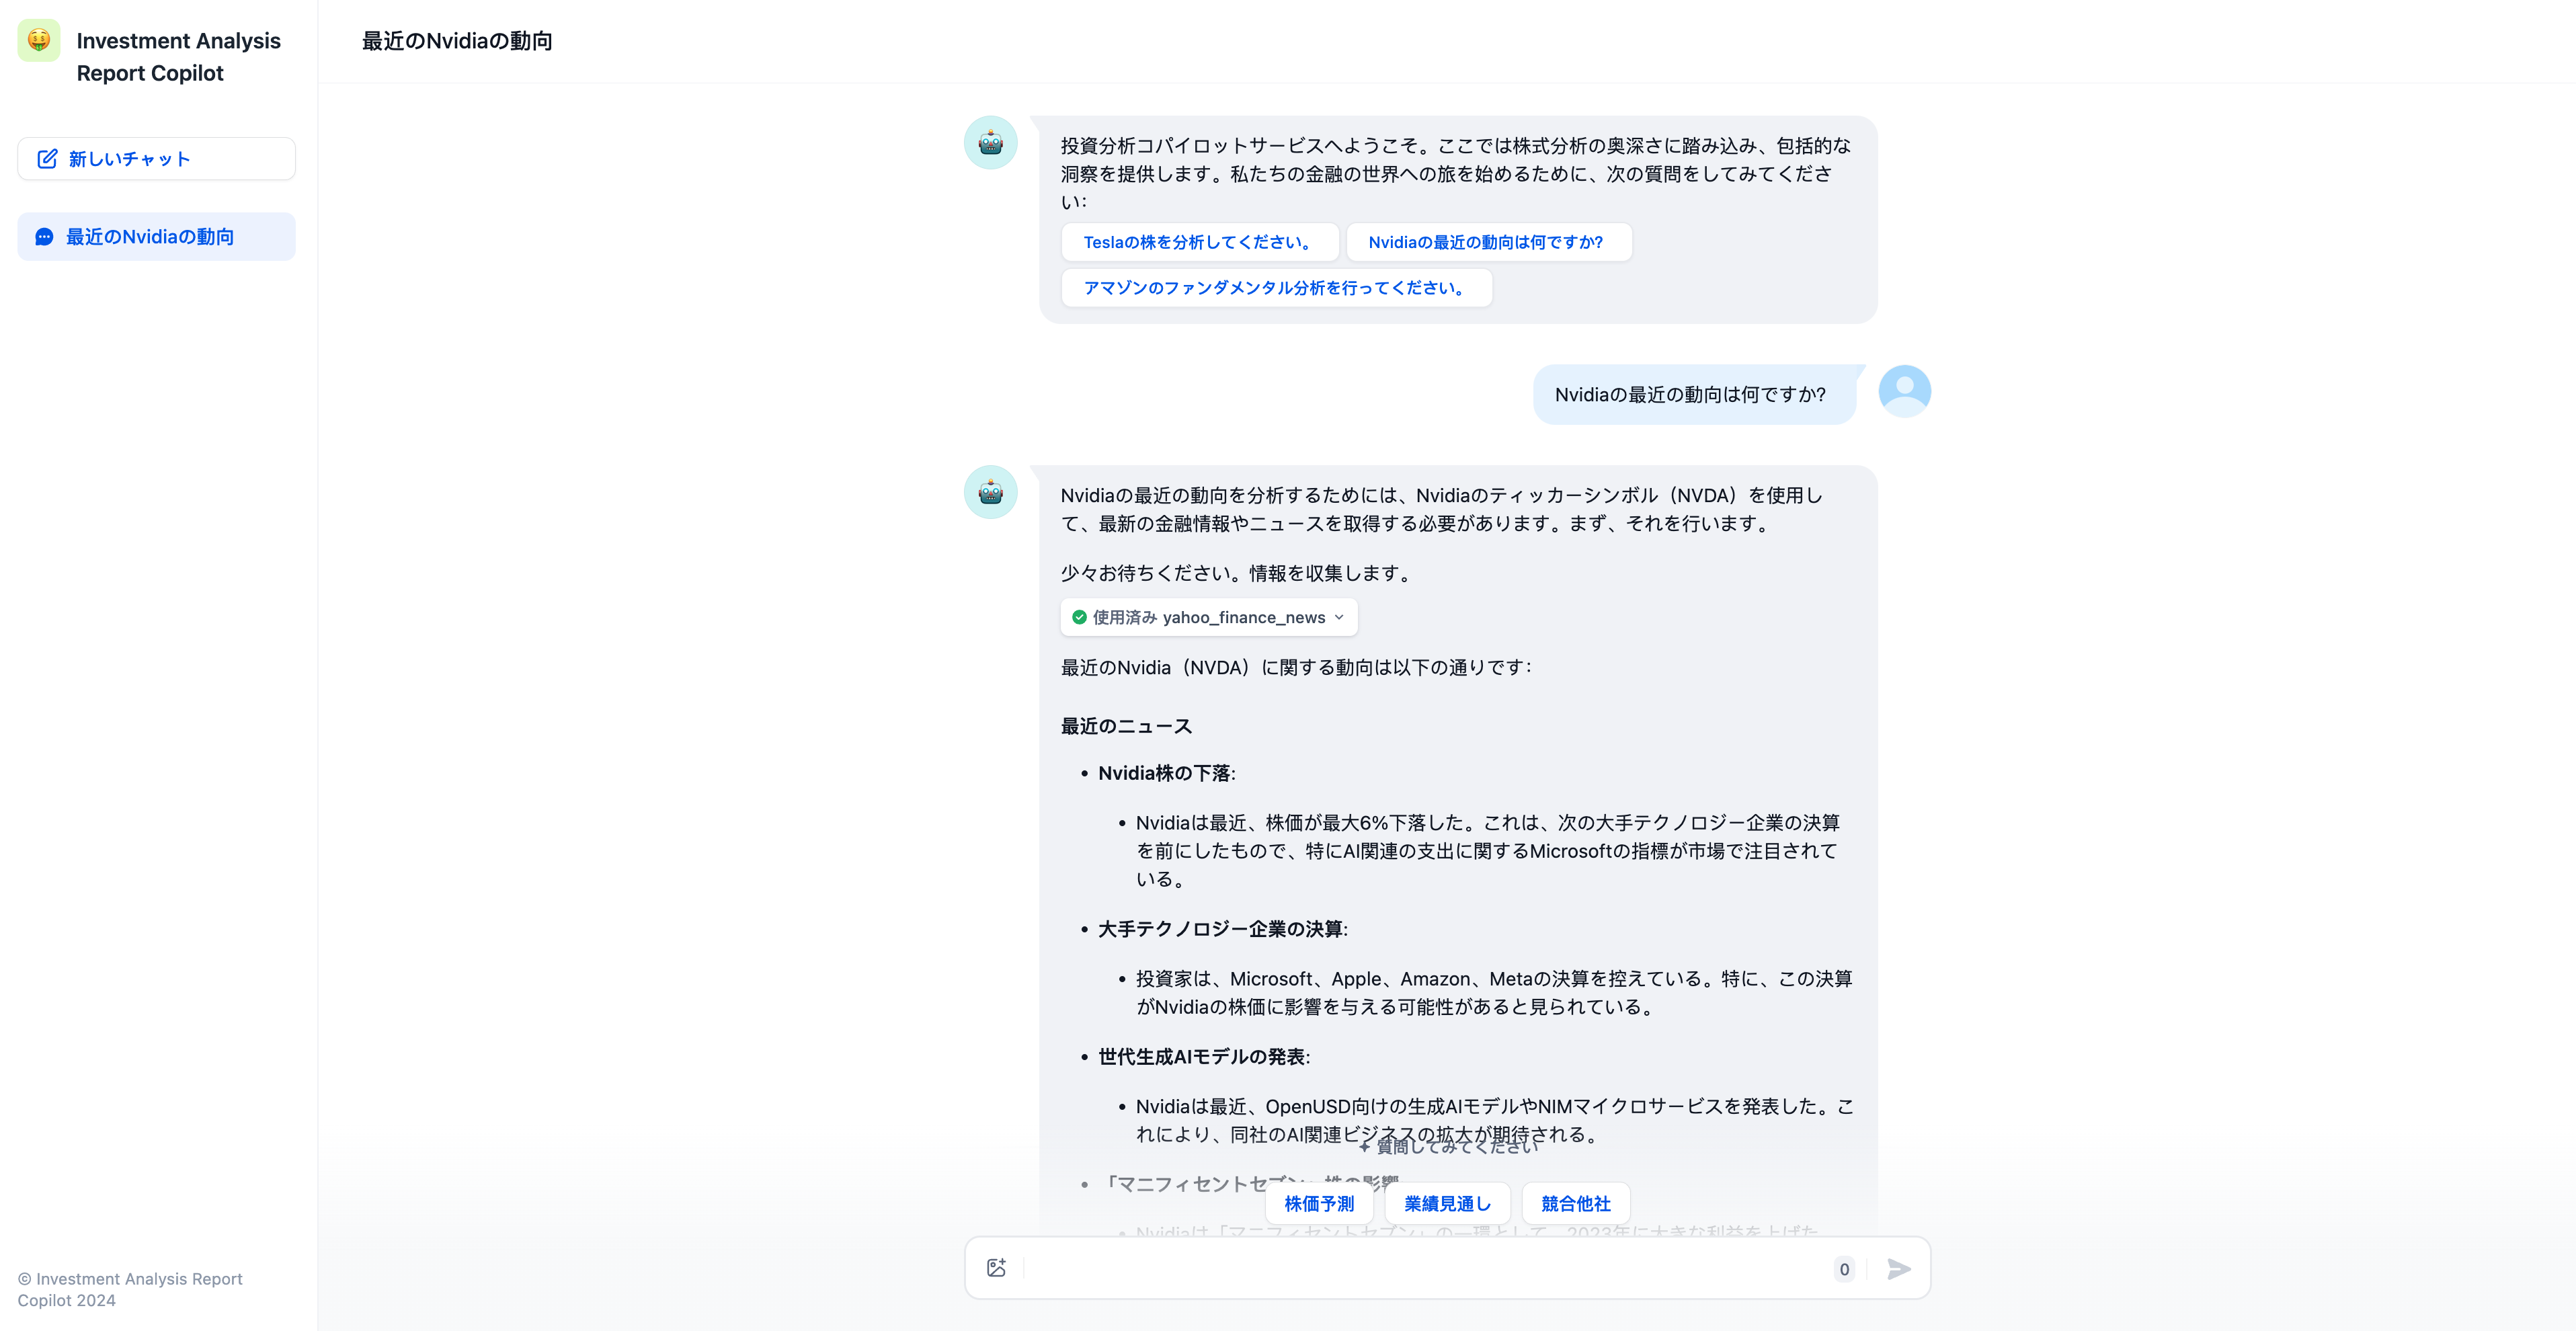 Investment Analysis
Report Copilot
新しいチャット
最近のNvidiaの動向
© Investment Analysis Report
Copilot 2024
最近のNvidiaの動向
投資分析コパイロットサービスへようこそ。ここでは株式分析の奥深さに踏み込み、包括的な
洞察を提供します。私たちの金融の世界への旅を始めるために、次の質問をしてみてくださ
い：
Teslaの株を分析してください。
Nvidiaの最近の動向は何ですか?
アマゾンのファンダメンタル分析を行ってください。
Nvidiaの最近の動向は何ですか?
Nvidiaの最近の動向を分析するためには、Nvidiaのティッカーシンボル（NVDA）を使用し
て、最新の金融情報やニュースを取得する必要があります。まず、それを行います。
少々お待ちください。情報を収集します。
使用済み yahoo_finance_news
最近のNvidia（NVDA）に関する動向は以下の通りです：
最近のニュース
• Nvidia株の下落:
• Nvidiaは最近、株価が最大6%下落した。これは、次の大手テクノロジー企業の決算
を前にしたもので、特にAI関連の支出に関するMicrosoftの指標が市場で注目されて
いる。
• 大手テクノロジー企業の決算:
• 投資家は、Microsoft、Apple、Amazon、Metaの決算を控えている。特に、この決算
がNvidiaの株価に影響を与える可能性があると見られている。
• 世代生成AIモデルの発表:
• Nvidiaは最近、OpenUSD向けの生成AIモデルやNIMマイクロサービスを発表した。こ
れにより、同社のAI関連ビジネスの拡大が期待される。
質問してみてください
• 「マニフィセントセブン」株の影響
株価予測
業績見通し
競合他社
• Nvidiaは「マニフィセントセブン」の一環として、2023年に大きな利益を上げた
0